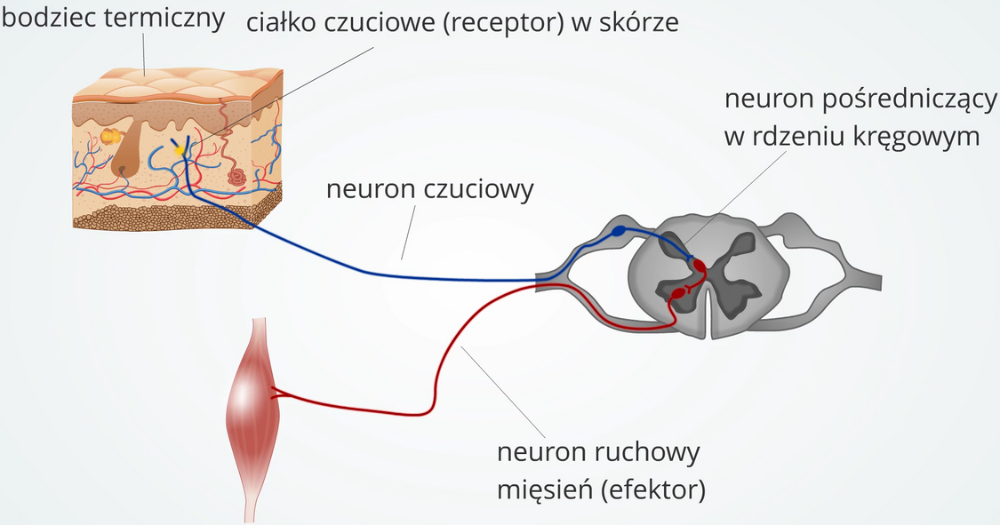 bodziec termiczny
ciałko czuciowe (receptor) w skórze
neuron pośredniczący
w rdzeniu kręgowym
neuron czuciowy
neuron ruchowy
mięsień (efektor)